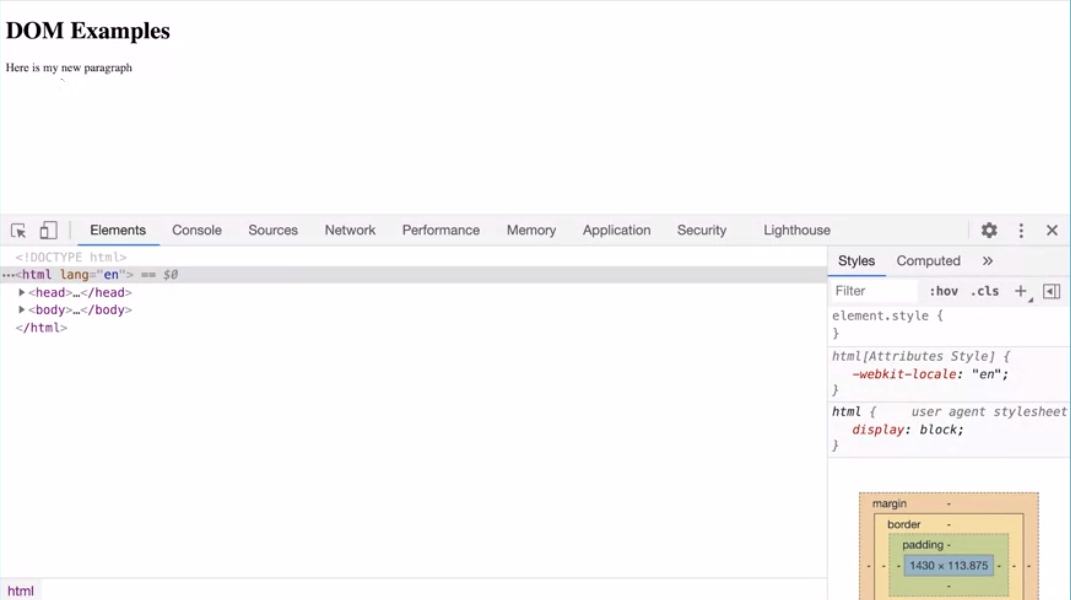 DOM Examples
Here is my new paragraph
Elements Console Sources Network Performance Memory Application Security Lighthouse
<!DOCTYPE html>
…<html lang="en"> == $0
▶<head>…</head>
▶<body>…</body>
</html>
html
Styles Computed »
Filter :hov .cls +
element.style {
}
html[Attributes Style] {
-webkit-locale: "en";
}
html { user agent stylesheet
display: block;
}
margin -
border -
padding -
- - - 1430 × 113.875 - - -
-